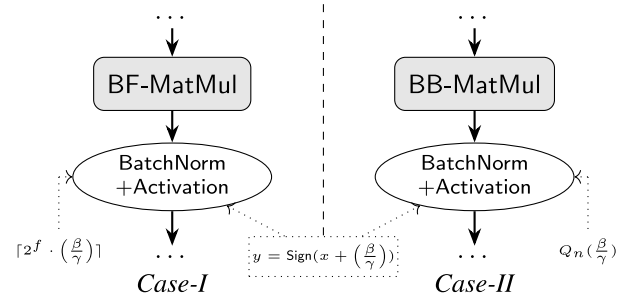 ...
...
BF-MatMul
BB-MatMul
BatchNorm
+Activation
BatchNorm
+Activation
⌈2^f · (β/γ)⌉
...
y = Sign(x + (β/γ))
...
Q_n(β/γ)
Case-I
Case-II